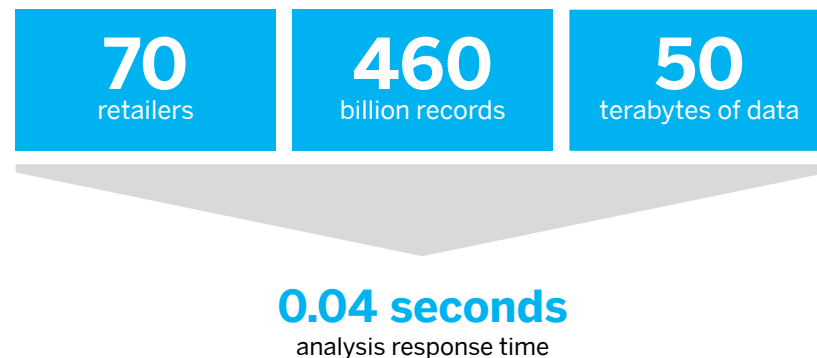 70
retailers
460
billion records
50
terabytes of data
0.04 seconds
analysis response time